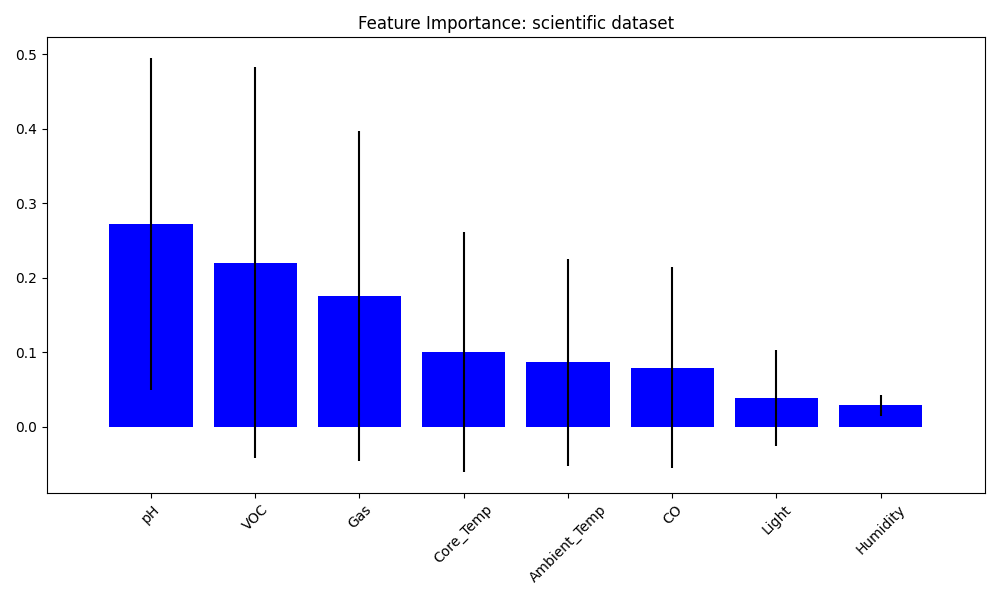 Feature Importance: scientific dataset
0.5
0.4
0.3
0.2
0.1
0.0
pH
VOC
Gas
Core_Temp
Ambient_Temp
CO
Light
Humidity